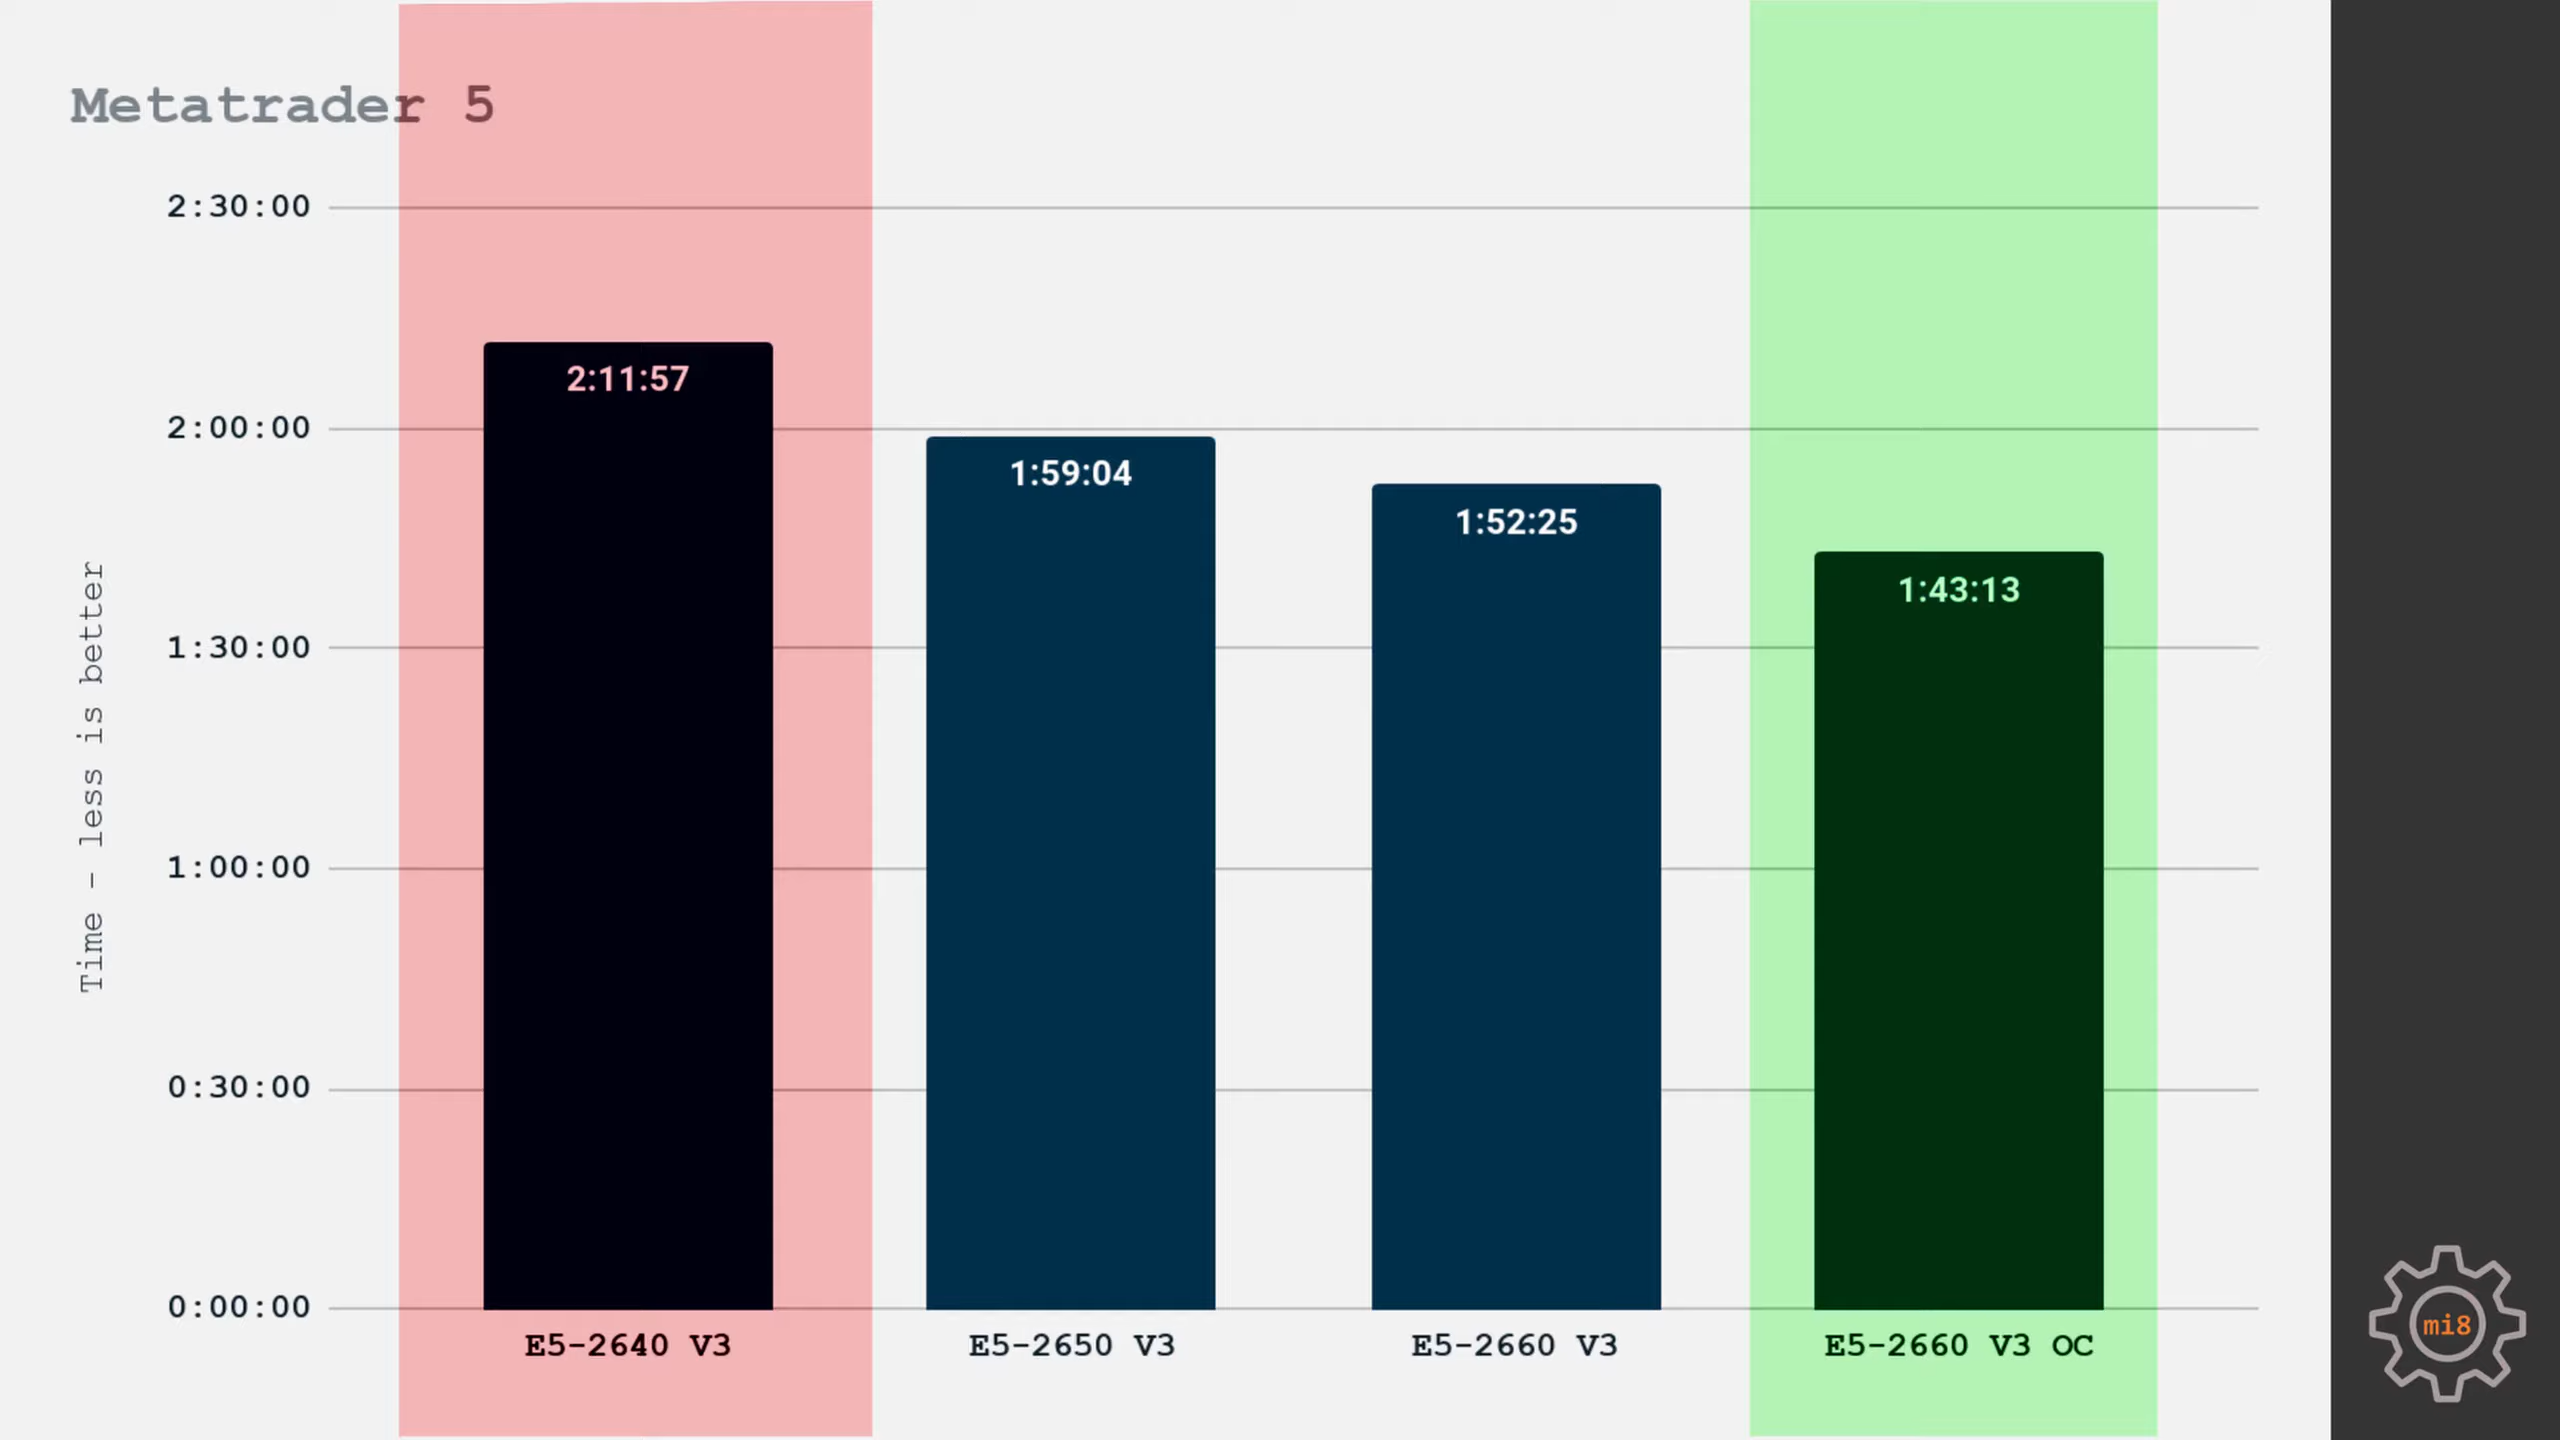 Metatrader 5
Time - less is better
2:30:00
2:00:00
1:30:00
1:00:00
0:30:00
0:00:00
2:11:57
1:59:04
1:52:25
1:43:13
E5-2640 V3
E5-2650 V3
E5-2660 V3
E5-2660 V3 OC
mi8